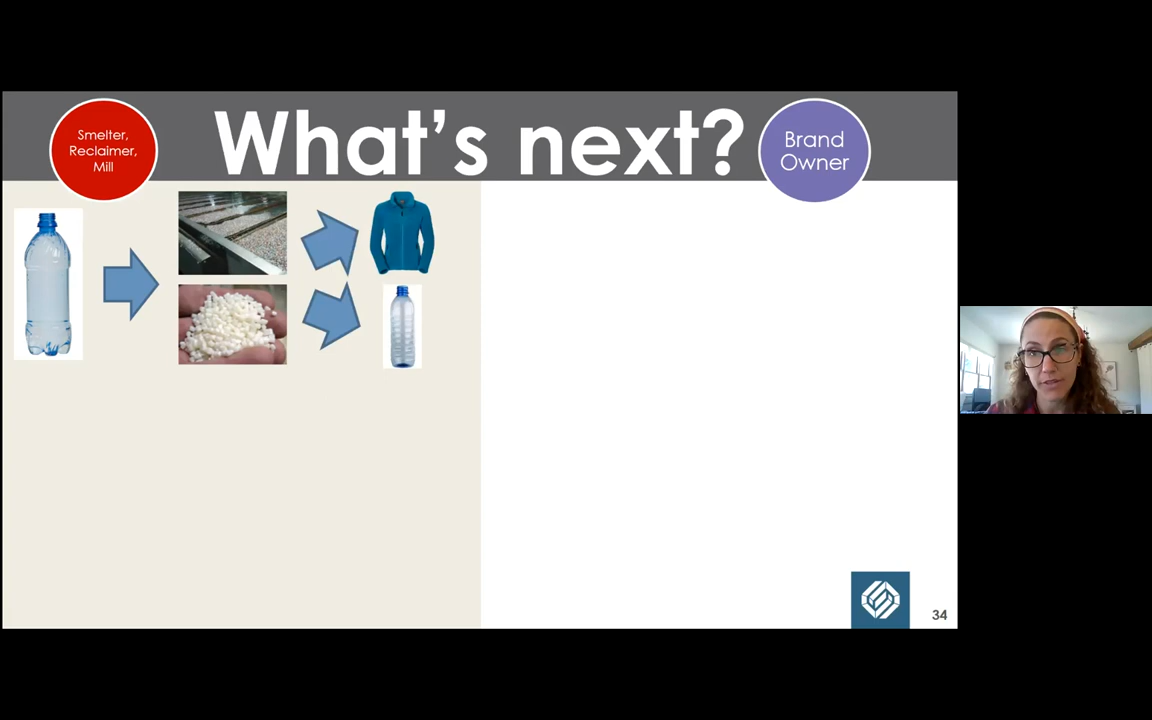 Smelter,
Reclaimer,
Mill
What's next?
Brand
Owner
34